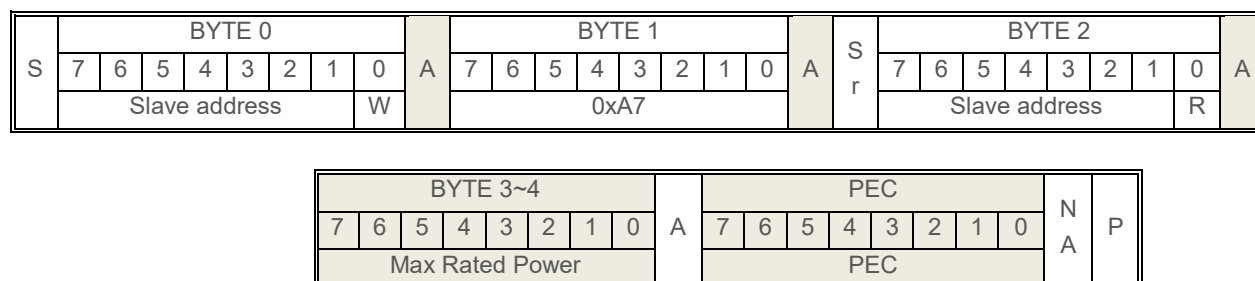 BYTE 0 BYTE 1 BYTE 2
S 7 6 5 4 3 2 1 0 A 7 6 5 4 3 2 1 0 A Sr 7 6 5 4 3 2 1 0 A
Slave address W 0xA7 Slave address R
BYTE 3~4 PEC
7 6 5 4 3 2 1 0 A 7 6 5 4 3 2 1 0 NA P
Max Rated Power PEC